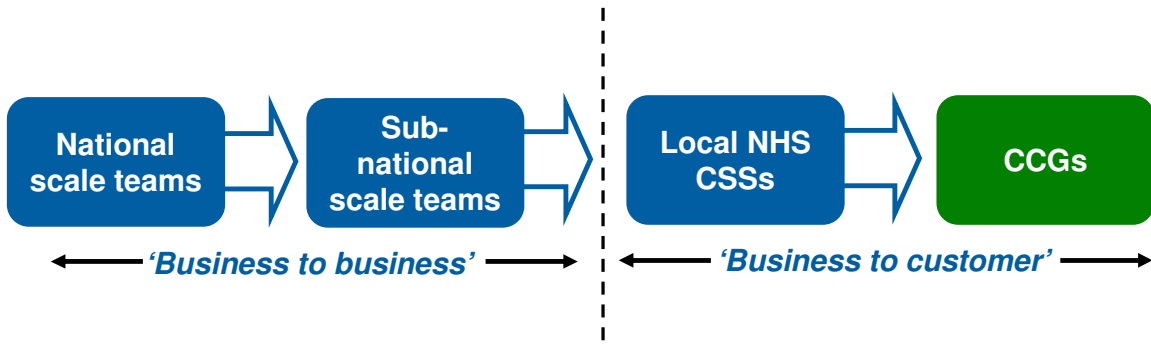 National
scale teams
Sub-
national
scale teams
Local NHS
CSSs
CCGs
‘Business to business’
‘Business to customer’